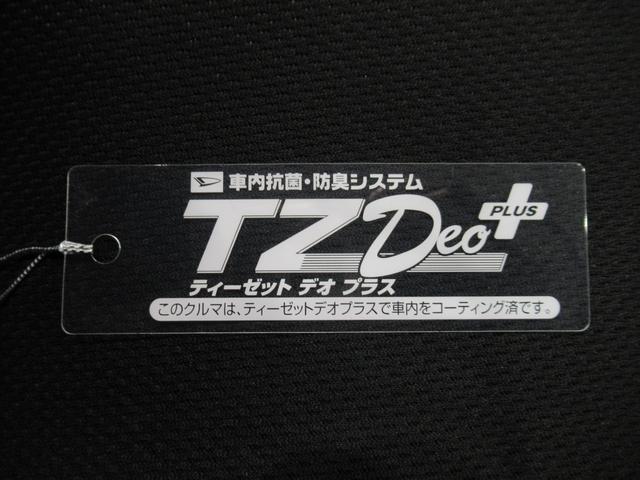 車内抗菌・防臭システム
TZ Deo PLUS
ティーゼット デオ プラス
このクルマは、ティーゼットデオプラスで車内をコーティング済です。